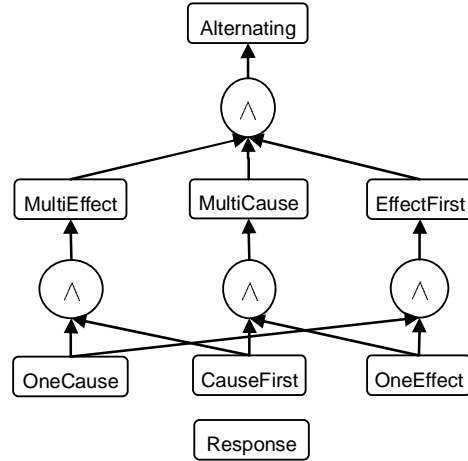 Alternating
∧
MultiEffect MultiCause EffectFirst
∧ ∧ ∧
OneCause CauseFirst OneEffect
Response